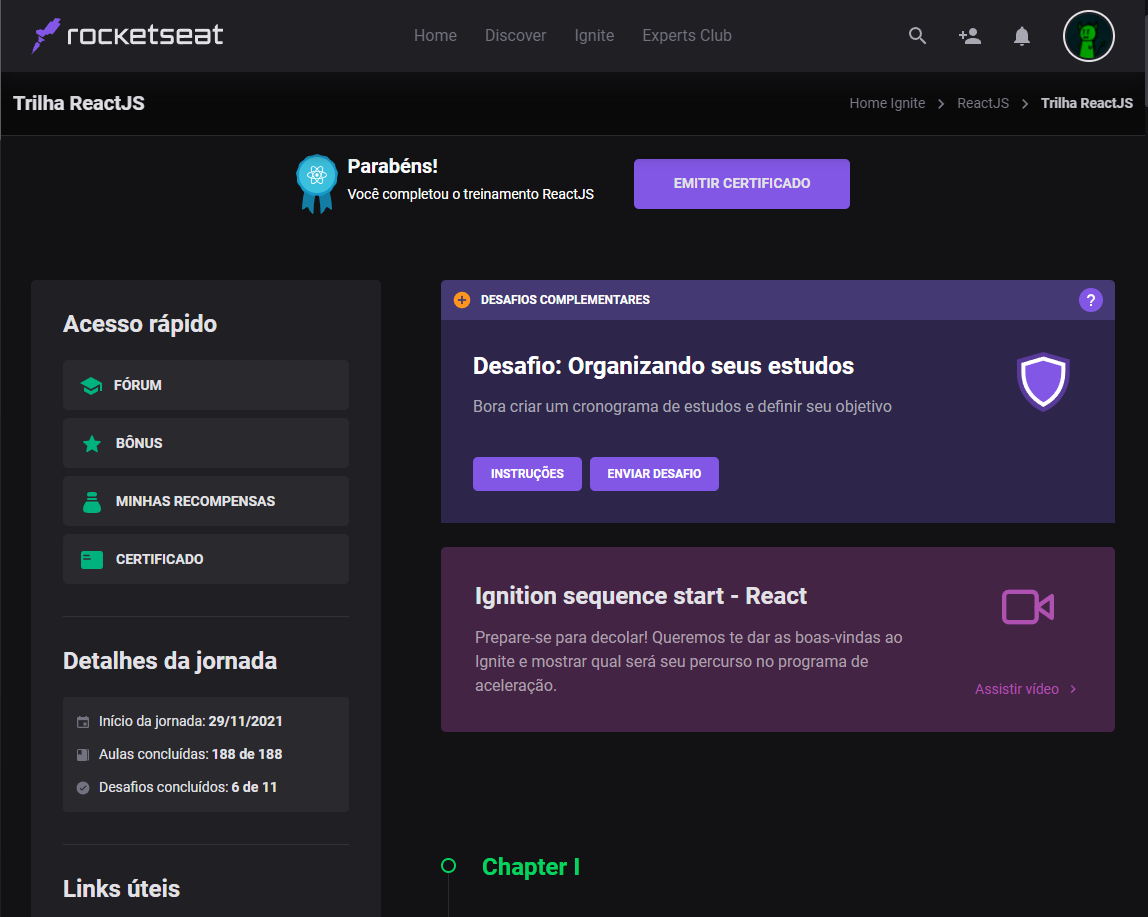 rocketseat
Home
Discover
Ignite
Experts Club
Trilha ReactJS
Home Ignite
ReactJS
Trilha ReactJS
Parabéns!
Você completou o treinamento ReactJS
EMITIR CERTIFICADO
Acesso rápido
FÓRUM
BÔNUS
MINHAS RECOMPENSAS
CERTIFICADO
Detalhes da jornada
Início da jornada: 29/11/2021
Aulas concluídas: 188 de 188
Desafios concluídos: 6 de 11
Links úteis
DESAFIOS COMPLEMENTARES
?
Desafio: Organizando seus estudos
Bora criar um cronograma de estudos e definir seu objetivo
INSTRUÇÕES
ENVIAR DESAFIO
Ignition sequence start - React
Prepare-se para decolar! Queremos te dar as boas-vindas ao
Ignite e mostrar qual será seu percurso no programa de
aceleração.
Assistir vídeo
Chapter I